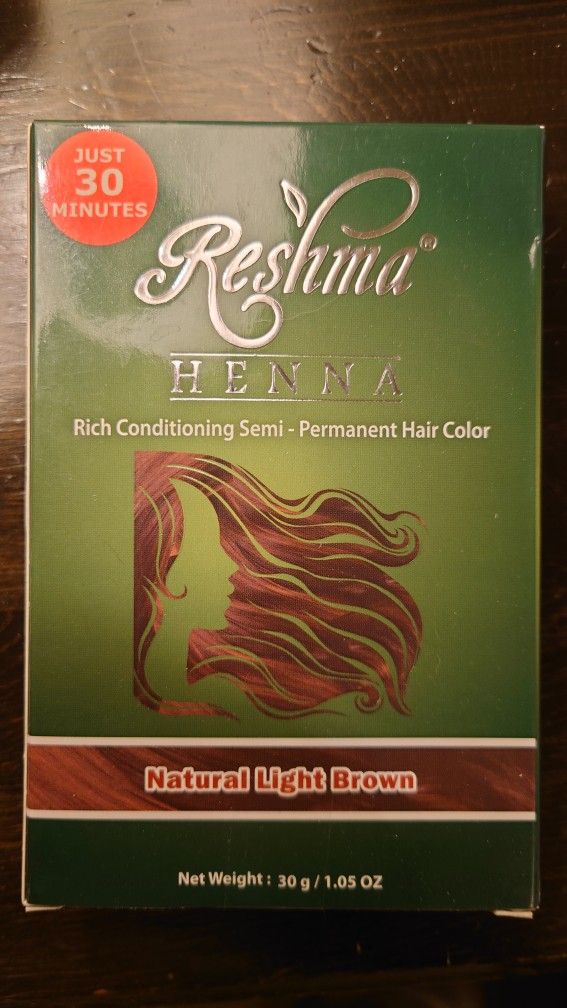 JUST
30
MINUTES
Reshma®
HENNA
Rich Conditioning Semi - Permanent Hair Color
Natural Light Brown
Net Weight : 30 g / 1.05 OZ